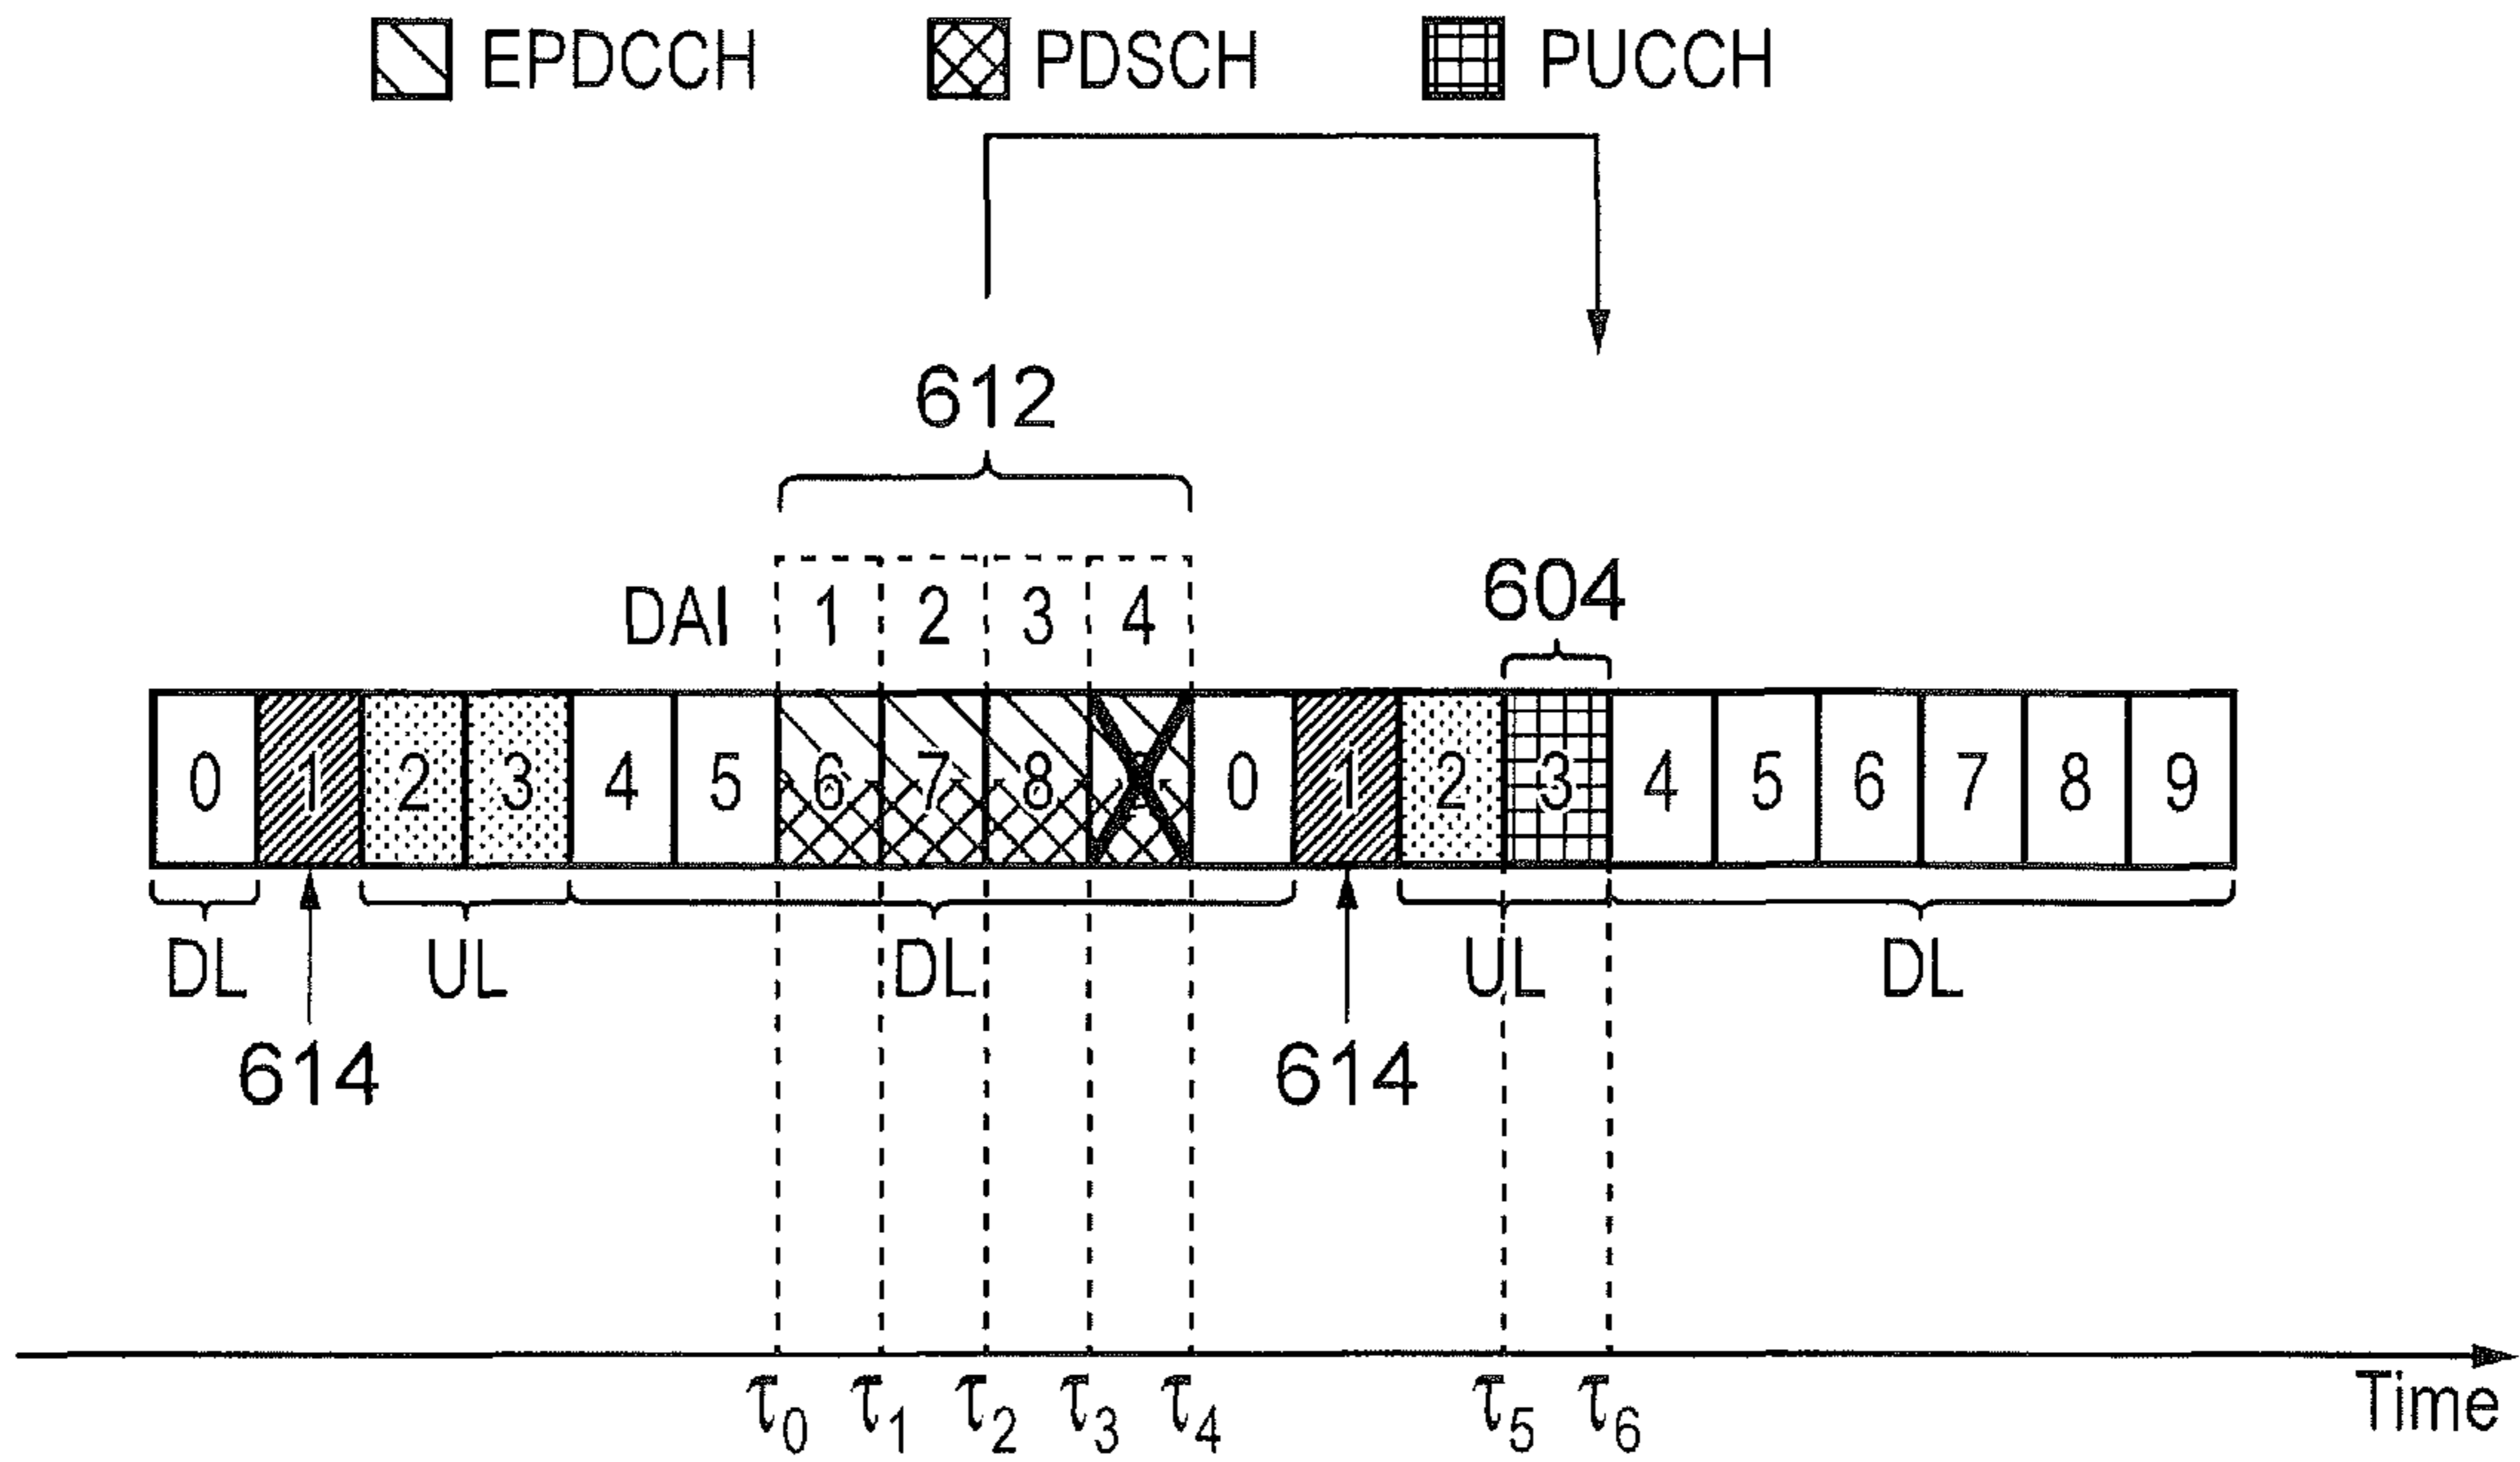 EPDCCH PDSCH PUCCH
612
DAI 1 2 3 4
604
0 1 2 3 4 5 6 7 8 0 1 2 3 4 5 6 7 8 9
DL UL DL UL DL
614 614
τ0 τ1 τ2 τ3 τ4 τ5 τ6 Time